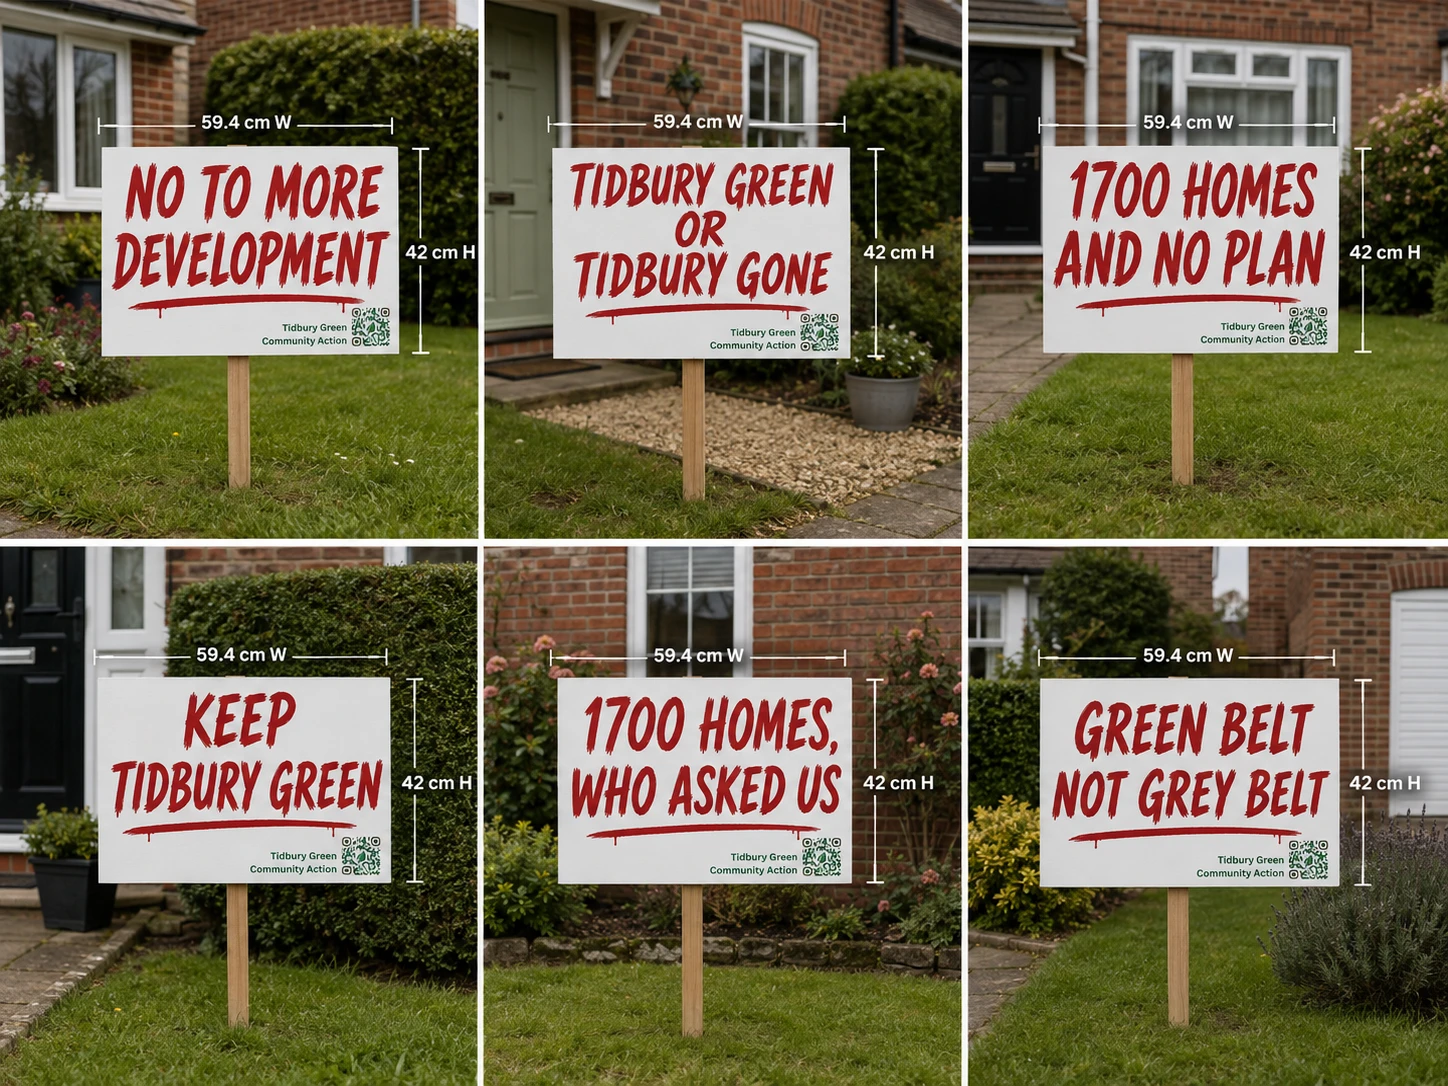 59.4 cm W
NO TO MORE
DEVELOPMENT
42 cm H
Tidbury Green
Community Action
59.4 cm W
TIDBURY GREEN
OR
TIDBURY GONE
42 cm H
Tidbury Green
Community Action
59.4 cm W
1700 HOMES
AND NO PLAN
42 cm H
Tidbury Green
Community Action
59.4 cm W
KEEP
TIDBURY GREEN
42 cm H
Tidbury Green
Community Action
59.4 cm W
1700 HOMES,
WHO ASKED US
42 cm H
Tidbury Green
Community Action
59.4 cm W
GREEN BELT
NOT GREY BELT
42 cm H
Tidbury Green
Community Action